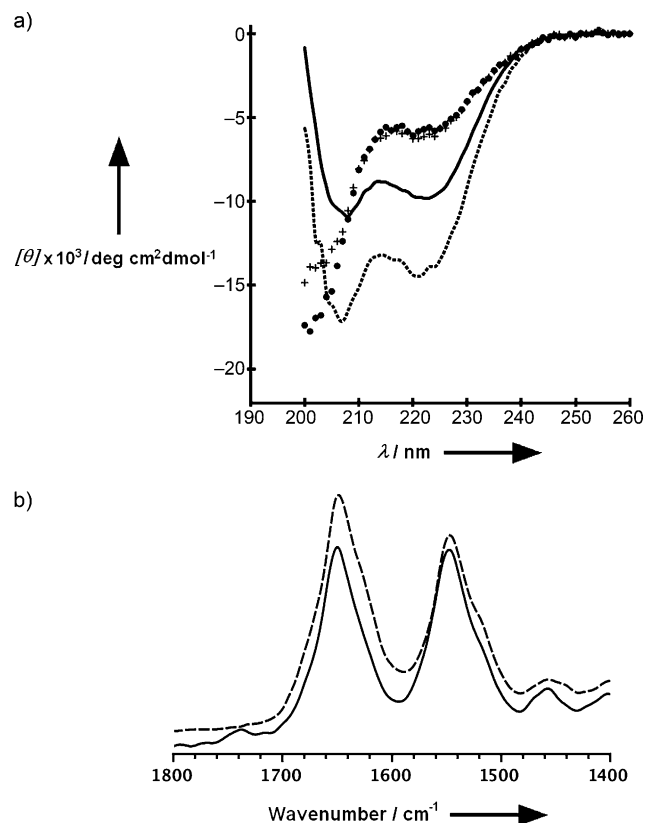 a)
0
–5
–10
–15
–20
[θ] x 10³/ deg cm²dmol⁻¹
190 200 210 220 230 240 250 260
λ / nm
b)
1800 1700 1600 1500 1400
Wavenumber / cm⁻¹